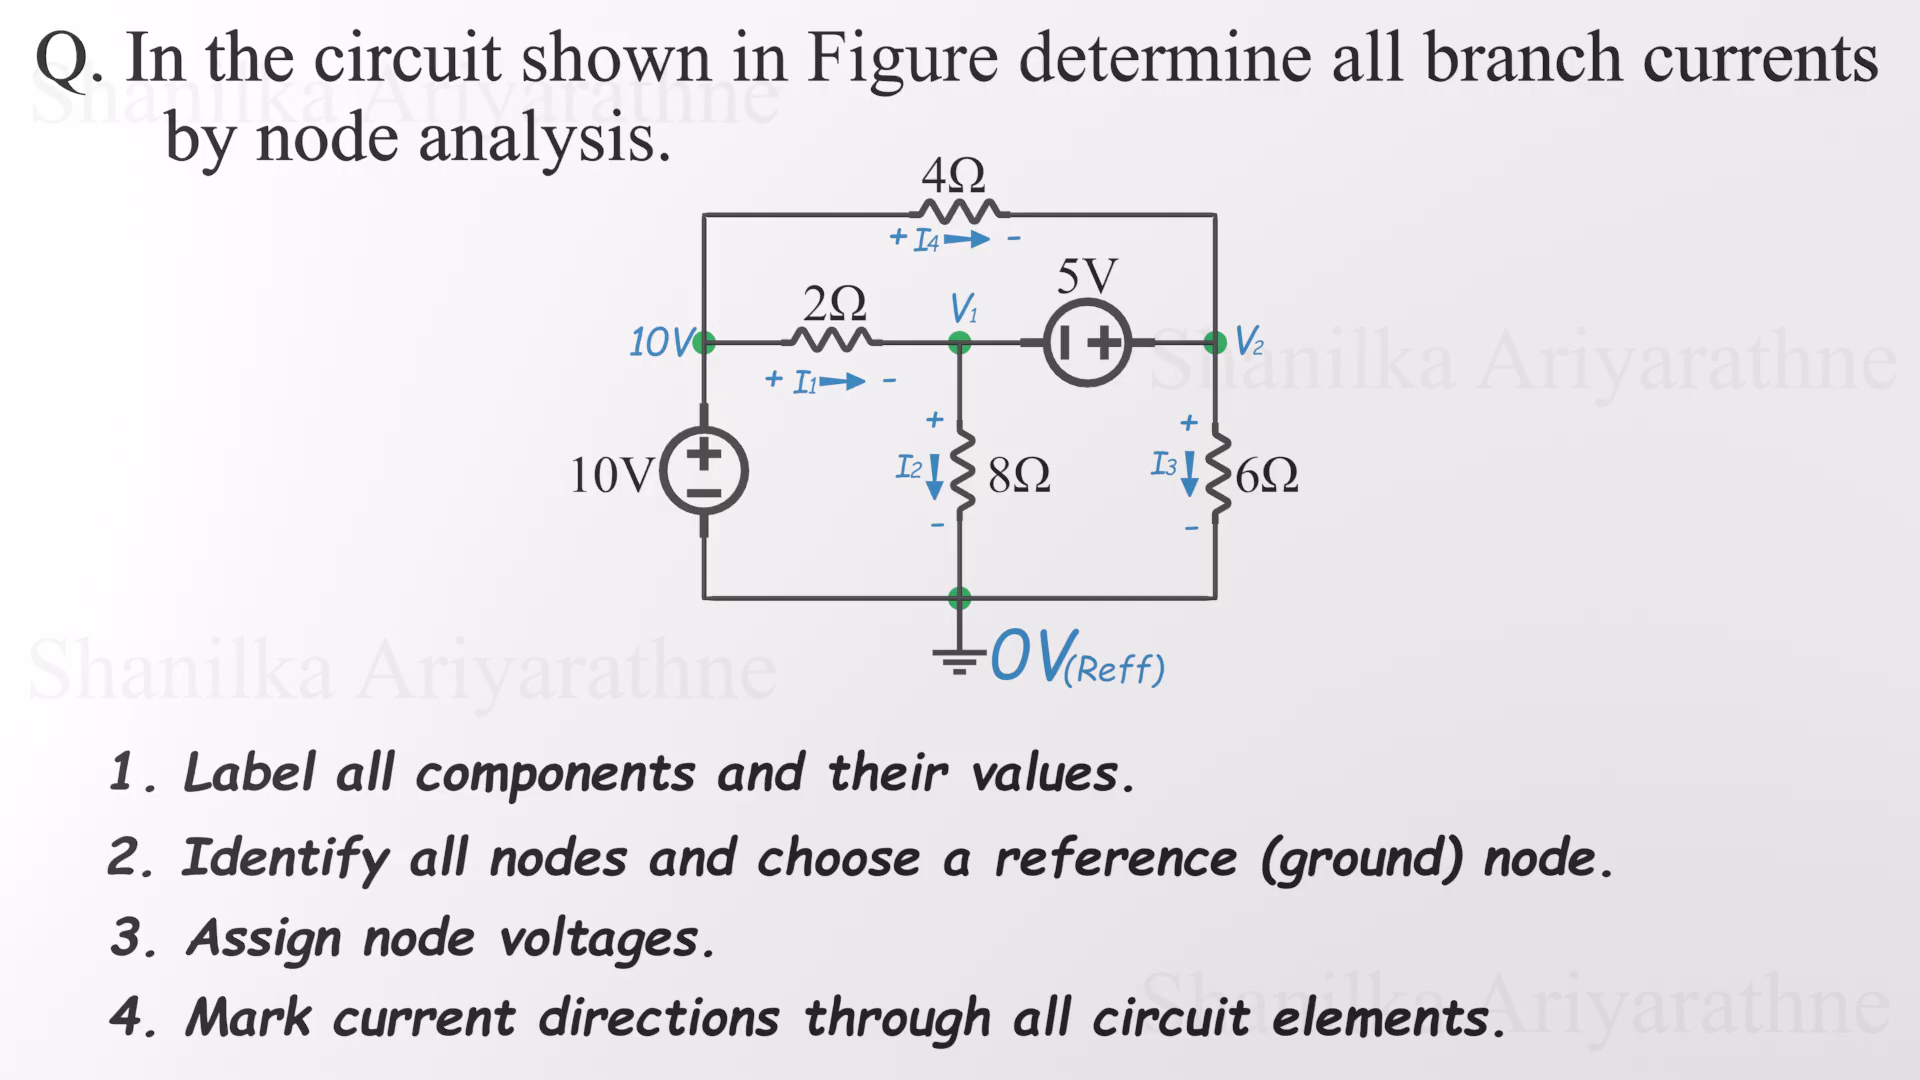 Q. In the circuit shown in Figure determine all branch currents
by node analysis.
Shanilka Ariyarathne
4Ω
+ I4 -
5V
2Ω
V1
10V
V2
Shanilka Ariyarathne
+ I1 -
+
+
10V
+
I2
8Ω
I3
6Ω
-
-
0V(Reff)
Shanilka Ariyarathne
1. Label all components and their values.
2. Identify all nodes and choose a reference (ground) node.
3. Assign node voltages.
4. Mark current directions through all circuit elements.
Shanilka Ariyarathne